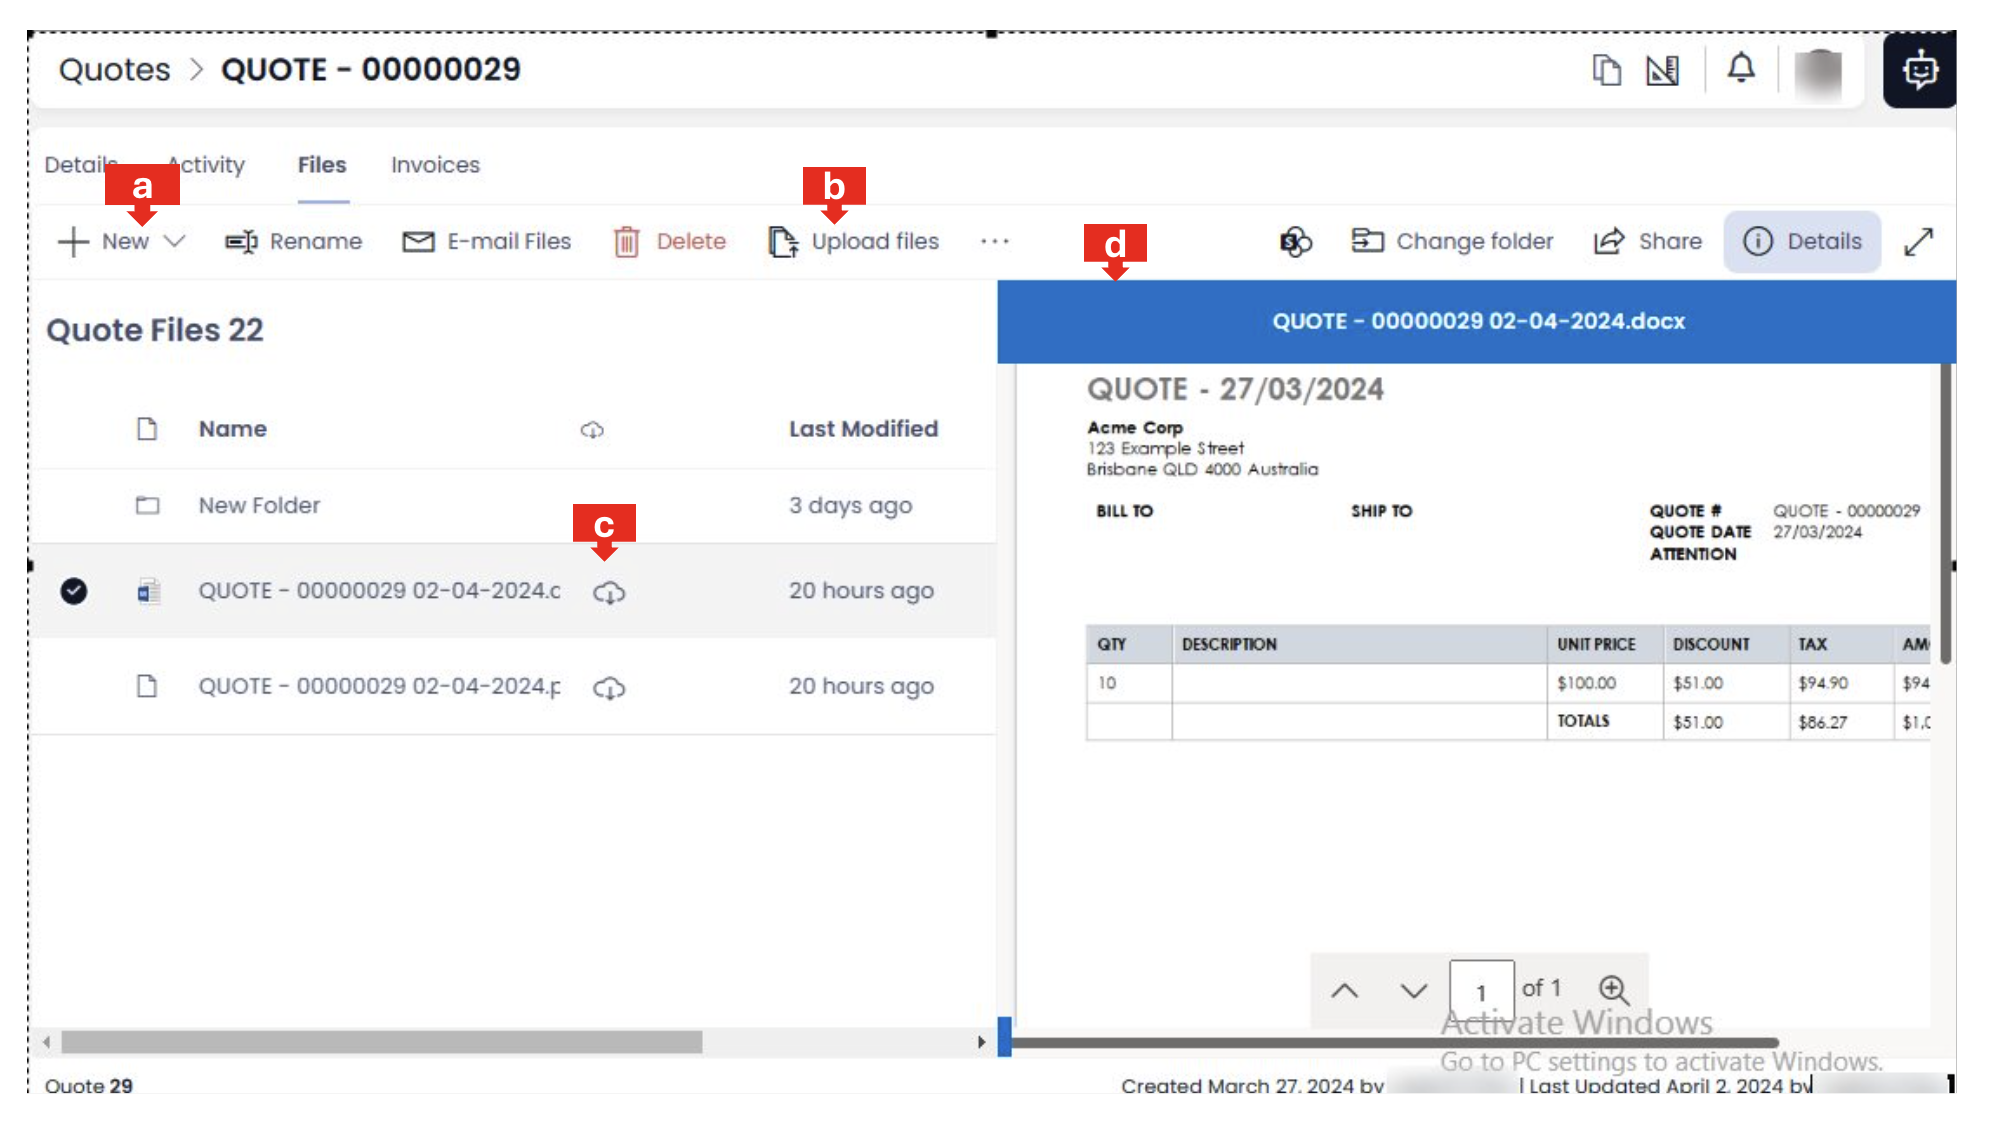 Quotes > QUOTE - 00000029
Details Activity Files Invoices
a
b
New Rename E-mail Files Delete Upload files ... Change folder Share Details
d
Quote Files 22
QUOTE - 00000029 02-04-2024.docx
Name Last Modified
New Folder 3 days ago
c
QUOTE - 00000029 02-04-2024.c 20 hours ago
QUOTE - 00000029 02-04-2024.p 20 hours ago
QUOTE - 27/03/2024
Acme Corp
123 Example Street
Brisbane QLD 4000 Australia
BILL TO SHIP TO QUOTE # QUOTE - 00000029
QUOTE DATE 27/03/2024
ATTENTION
QTY DESCRIPTION UNIT PRICE DISCOUNT TAX AM
10 $100.00 $51.00 $94.90 $94
TOTALS $51.00 $86.27 $1,0
1 of 1
Activate Windows
Go to PC settings to activate Windows.
Quote 29
Created March 27, 2024 by | Last Updated April 2, 2024 by